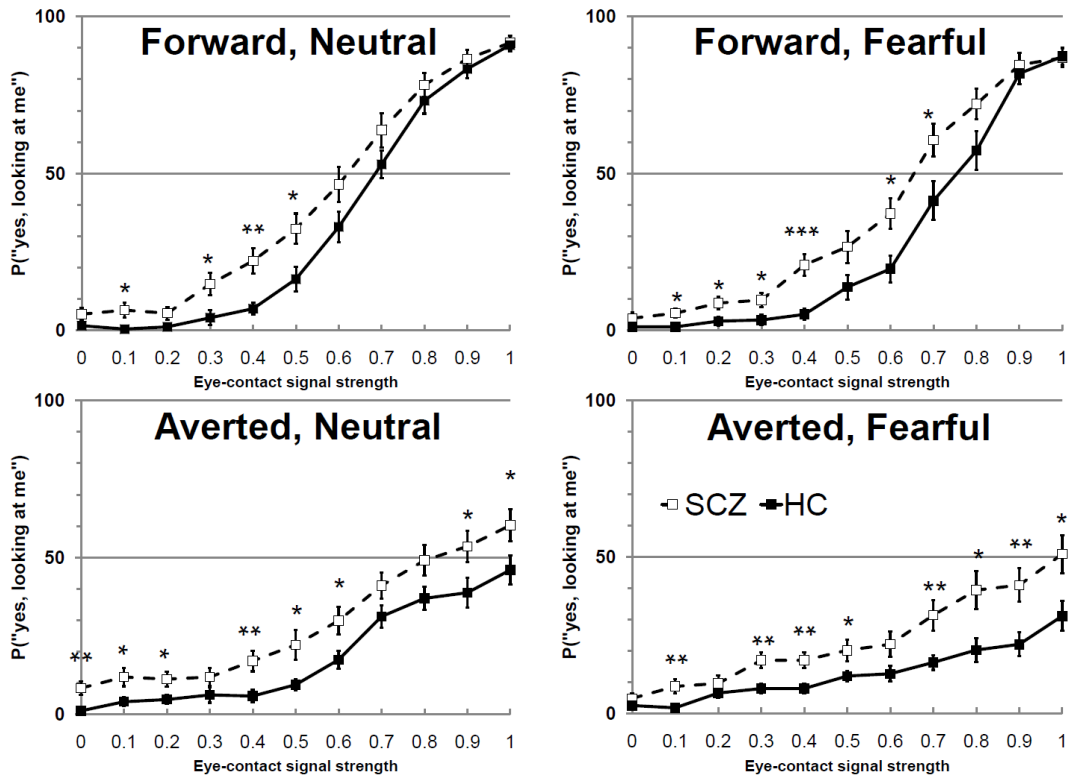 100
Forward, Neutral
P("yes, looking at me")
50
0
* * ** *
0 0.1 0.2 0.3 0.4 0.5 0.6 0.7 0.8 0.9 1
Eye-contact signal strength
100
Forward, Fearful
P("yes, looking at me")
50
0
* * * *** * *
0 0.1 0.2 0.3 0.4 0.5 0.6 0.7 0.8 0.9 1
Eye-contact signal strength
100
Averted, Neutral
P("yes, looking at me")
50
0
** * * ** * * * *
0 0.1 0.2 0.3 0.4 0.5 0.6 0.7 0.8 0.9 1
Eye-contact signal strength
100
Averted, Fearful
P("yes, looking at me")
SCZ HC
50
0
** ** ** * ** * ** *
0 0.1 0.2 0.3 0.4 0.5 0.6 0.7 0.8 0.9 1
Eye-contact signal strength